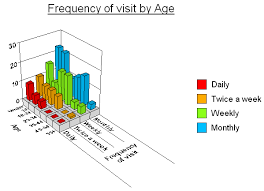 Frequency of visit by Age
30
20
10
0
Daily
Twice a week
Weekly
Monthly
Monthly
Weekly
Twice a week
Daily
Age
Frequency
of visit